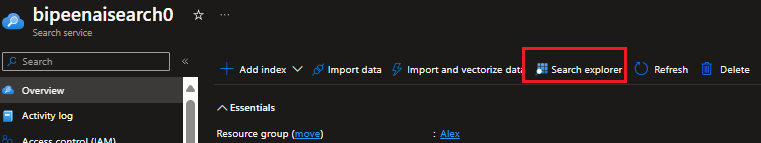 bipeenaisearch0
Search service
Search
Add index
Import data
Import and vectorize data
Search explorer
Refresh
Delete
Overview
Essentials
Activity log
Resource group (move) : Alex
Access control (IAM)